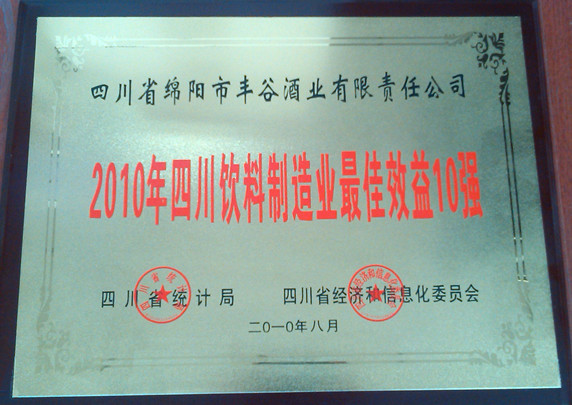 四川省绵阳市丰谷酒业有限责任公司
2010年四川饮料制造业最佳效益10强
四川省统计局 四川省经济和信息化委员会
二〇一〇年八月